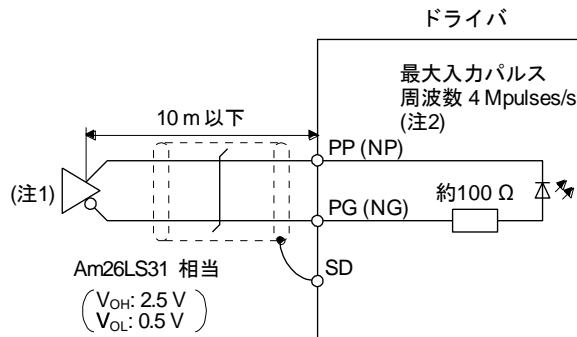 ドライバ
最大入力パルス
周波数 4 Mpulses/s
(注2)
10 m 以下
PP (NP)
(注1)
約100 Ω
PG (NG)
Am26LS31 相当
SD
VOH: 2.5 V
VOL: 0.5 V